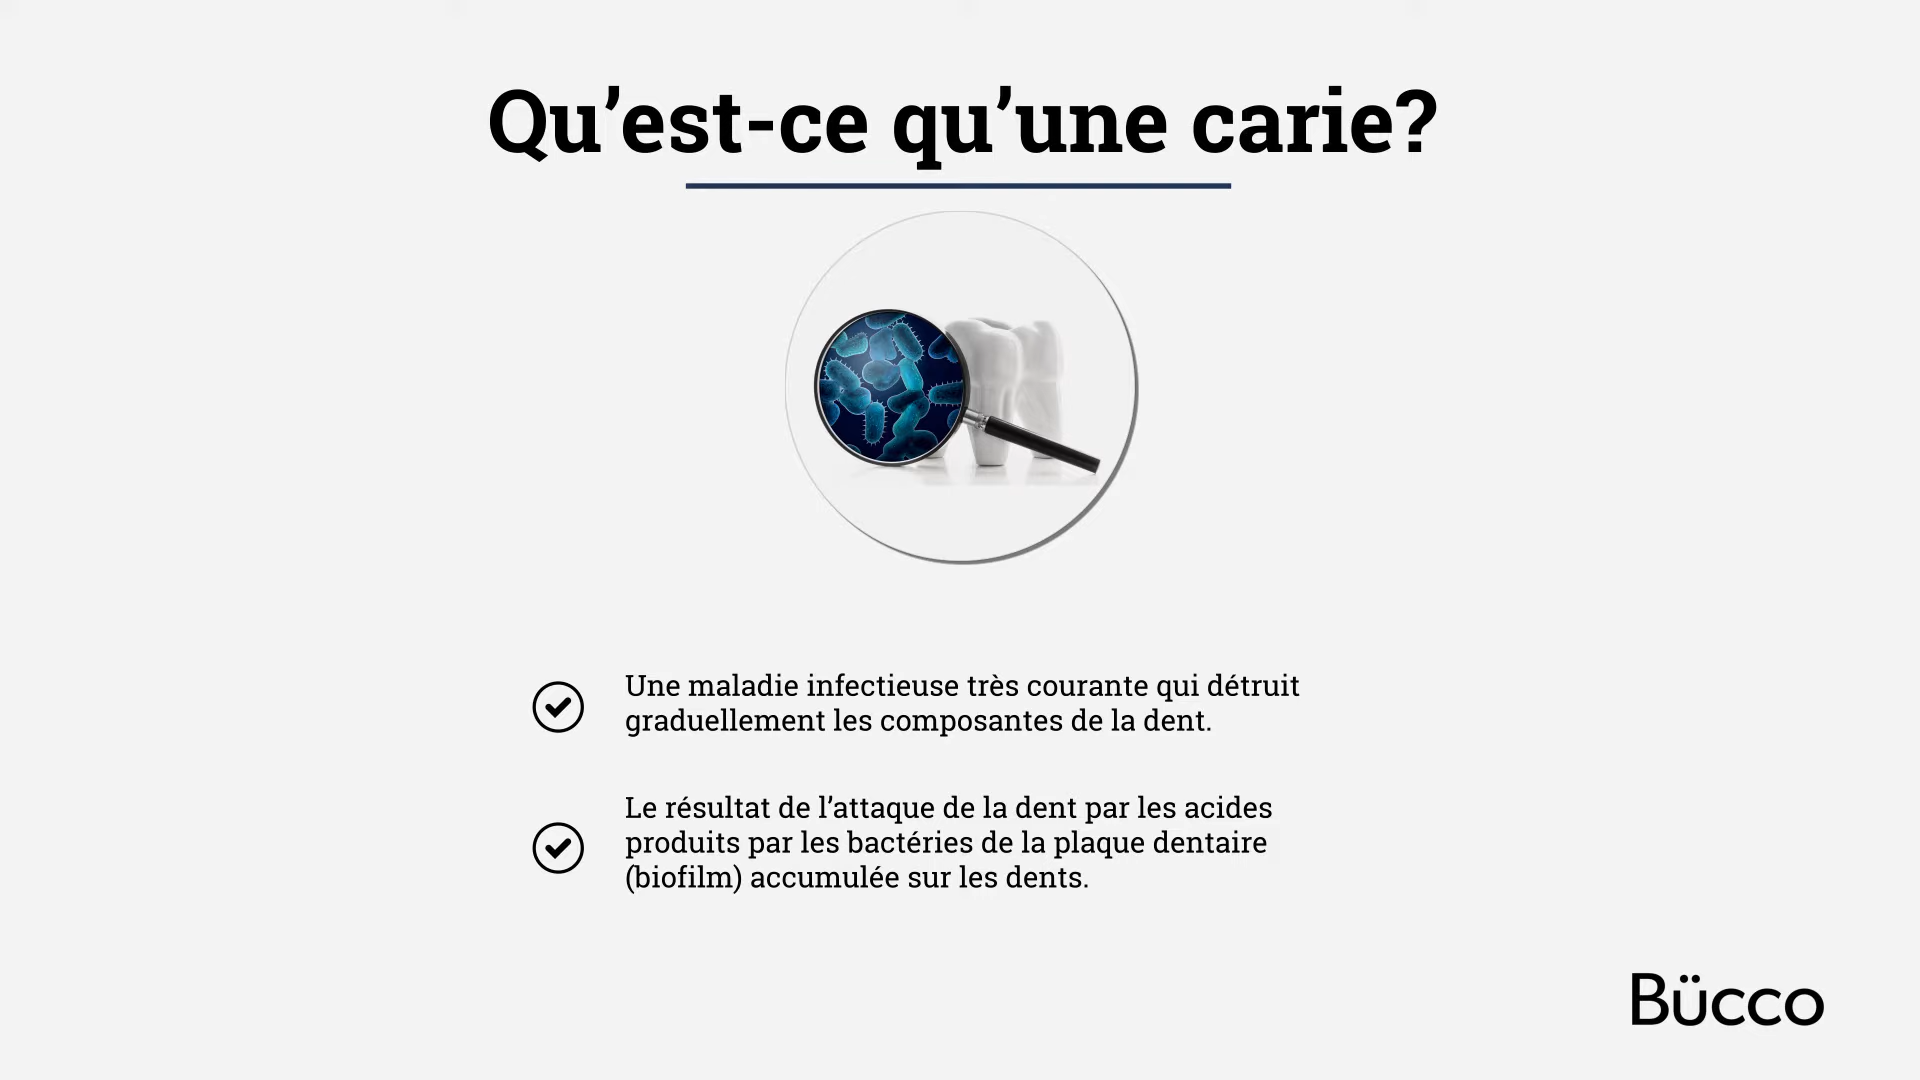 Qu’est-ce qu’une carie?
Une maladie infectieuse très courante qui détruit
graduellement les composantes de la dent.
Le résultat de l’attaque de la dent par les acides
produits par les bactéries de la plaque dentaire
(biofilm) accumulée sur les dents.
Bücco